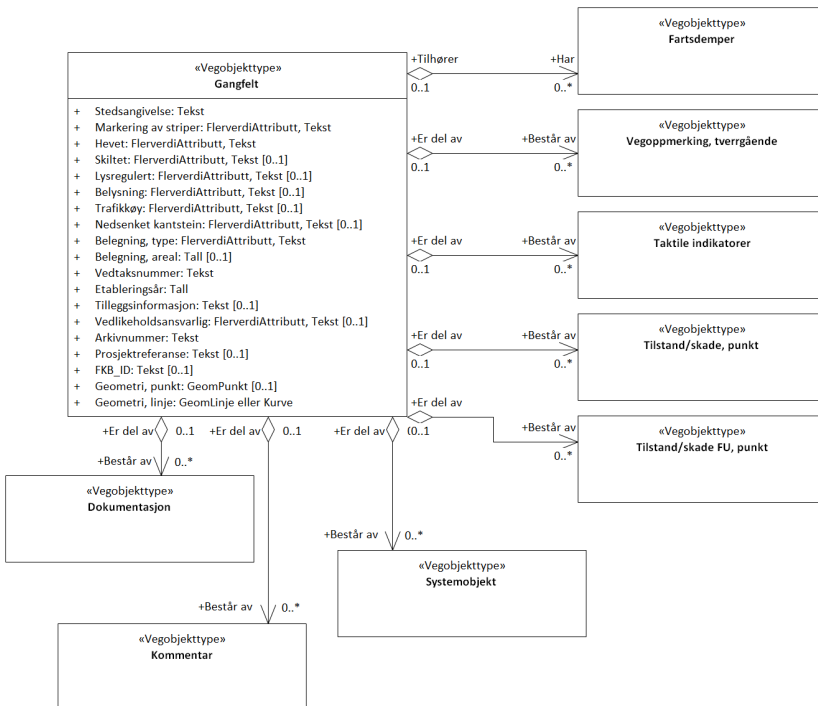 «Vegobjekttype»
Gangfelt
+ Stedsangivelse: Tekst
+ Markering av striper: FlerverdiAttributt, Tekst
+ Hevet: FlerverdiAttributt, Tekst
+ Skiltet: FlerverdiAttributt, Tekst [0..1]
+ Lysregulert: FlerverdiAttributt, Tekst [0..1]
+ Belysning: FlerverdiAttributt, Tekst [0..1]
+ Trafikkøy: FlerverdiAttributt, Tekst [0..1]
+ Nedsenket kantstein: FlerverdiAttributt, Tekst [0..1]
+ Belegning, type: FlerverdiAttributt, Tekst
+ Belegning, areal: Tall [0..1]
+ Vedtaksnummer: Tekst
+ Etableringsår: Tall
+ Tilleggsinformasjon: Tekst [0..1]
+ Vedlikeholdsansvarlig: FlerverdiAttributt, Tekst [0..1]
+ Arkivnummer: Tekst
+ Prosjektreferanse: Tekst [0..1]
+ FKB_ID: Tekst [0..1]
+ Geometri, punkt: GeomPunkt [0..1]
+ Geometri, linje: GeomLinje eller Kurve
+Tilhører
0..1
+Har
0..*
«Vegobjekttype»
Fartsdemper
+Er del av
0..1
+Består av
0..*
«Vegobjekttype»
Vegoppmerking, tverrgående
+Er del av
0..1
+Består av
0..*
«Vegobjekttype»
Taktile indikatorer
+Er del av
0..1
+Består av
0..*
«Vegobjekttype»
Tilstand/skade, punkt
+Er del av
0..1
+Består av
0..*
«Vegobjekttype»
Tilstand/skade FU, punkt
+Er del av
0..1
+Består av
0..*
«Vegobjekttype»
Dokumentasjon
+Er del av
0..1
+Består av
0..*
«Vegobjekttype»
Kommentar
+Er del av
0..1
+Består av
0..*
«Vegobjekttype»
Systemobjekt